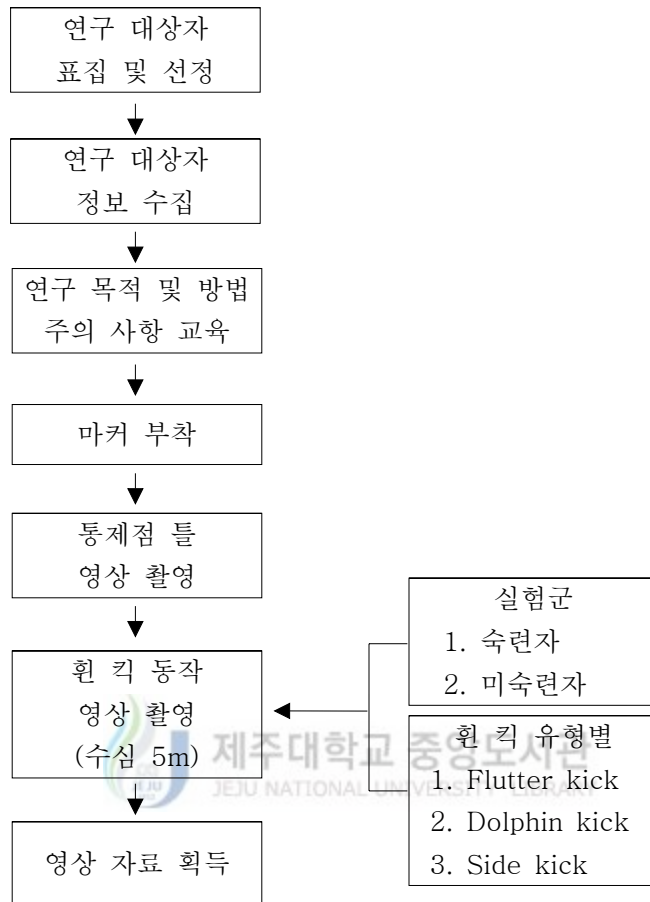 연구 대상자
표집 및 선정
연구 대상자
정보 수집
연구 목적 및 방법
주의 사항 교육
마커 부착
통제점 틀
영상 촬영
휜 킥 동작
영상 촬영
(수심 5m)
영상 자료 획득
실험군
1. 숙련자
2. 미숙련자
휜 킥 유형별
1. Flutter kick
2. Dolphin kick
3. Side kick
제주대학교 중앙도서관
JEJU NATIONAL UNIVERSITY LIBRARY
JEJU